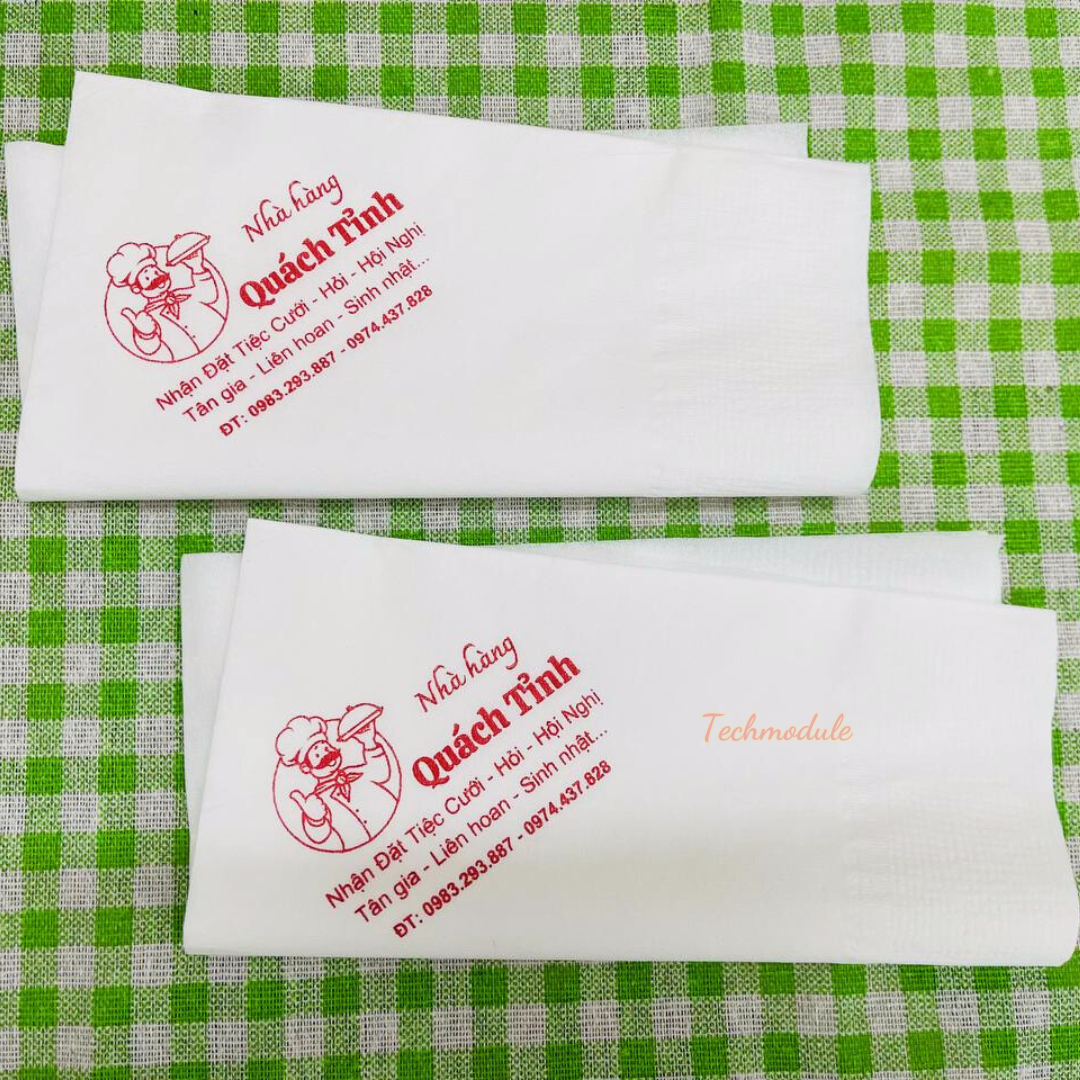 Nhà hàng
Quách Tỉnh
Nhận Đặt Tiệc Cưới - Hỏi - Hội Nghị
Tân gia - Liên hoan - Sinh nhật...
ĐT: 0983.293.887 - 0974.437.828
Nhà hàng
Quách Tỉnh
Nhận Đặt Tiệc Cưới - Hỏi - Hội Nghị
Tân gia - Liên hoan - Sinh nhật...
ĐT: 0983.293.887 - 0974.437.828
Techmodule